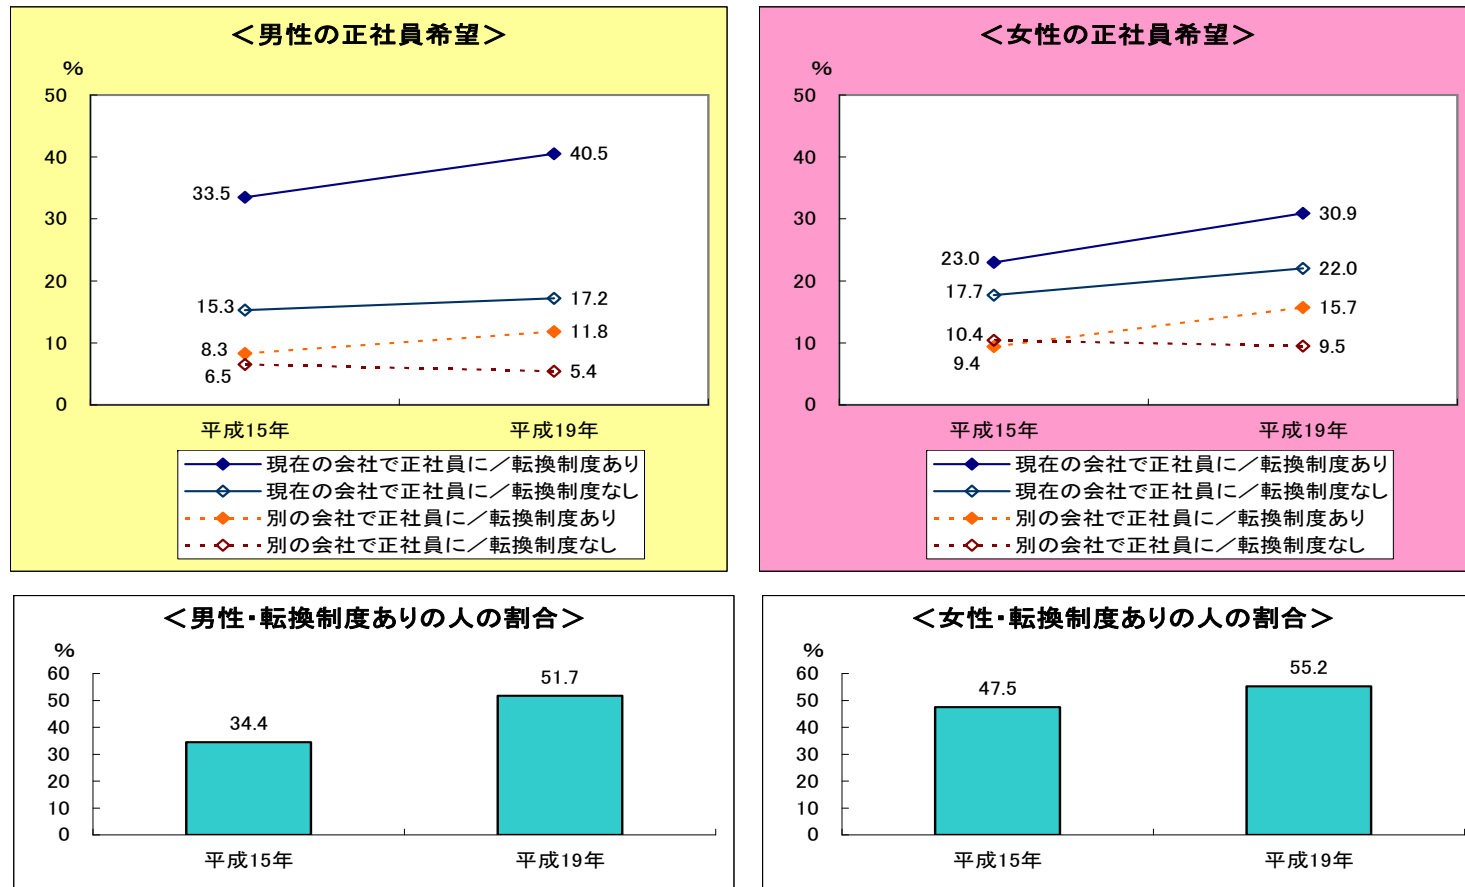 ＜男性の正社員希望＞
%
50
40
30
20
10
0
33.5
40.5
15.3
17.2
8.3
11.8
6.5
5.4
平成15年
平成19年
現在の会社で正社員に／転換制度あり
現在の会社で正社員に／転換制度なし
別の会社で正社員に／転換制度あり
別の会社で正社員に／転換制度なし
＜女性の正社員希望＞
%
50
40
30
20
10
0
23.0
30.9
17.7
22.0
10.4
15.7
9.4
9.5
平成15年
平成19年
現在の会社で正社員に／転換制度あり
現在の会社で正社員に／転換制度なし
別の会社で正社員に／転換制度あり
別の会社で正社員に／転換制度なし
＜男性・転換制度ありの人の割合＞
%
60
50
40
30
20
10
0
34.4
51.7
平成15年
平成19年
＜女性・転換制度ありの人の割合＞
%
60
50
40
30
20
10
0
47.5
55.2
平成15年
平成19年